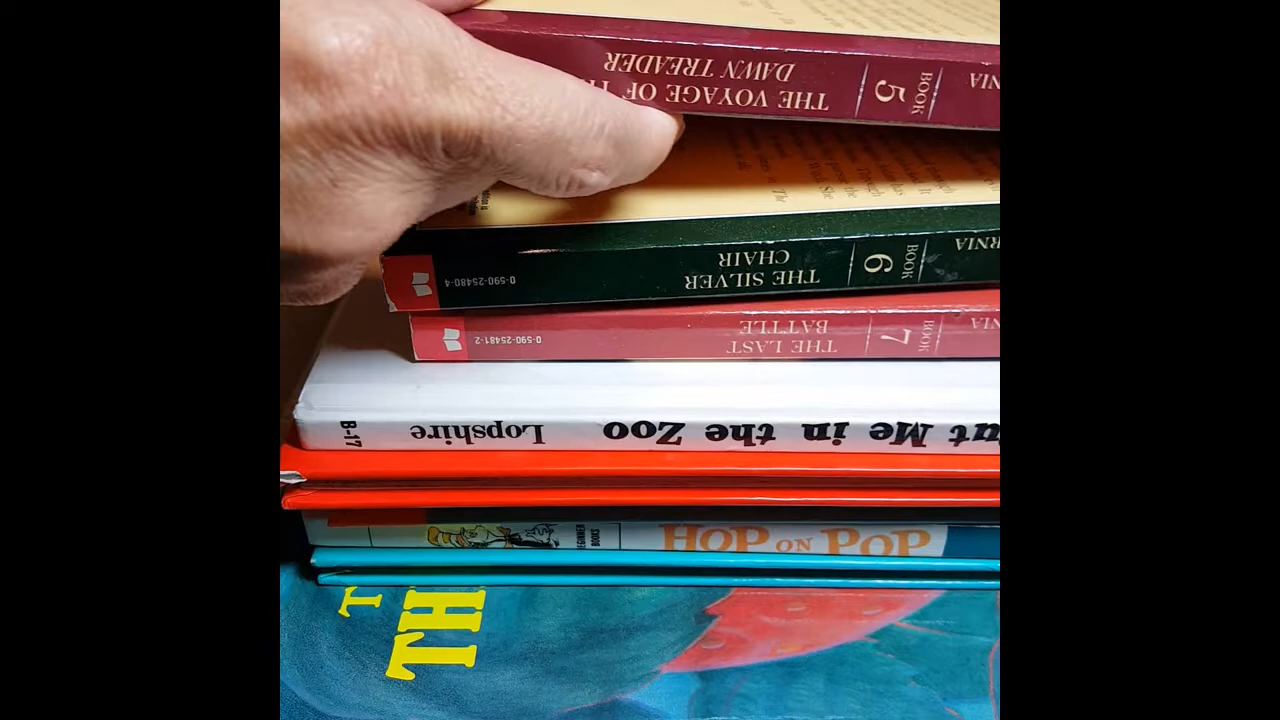 THE VOYAGE OF
DAWN TREADER
BOOK
5
NIA
THE SILVER
CHAIR
BOOK
6
RNIA
0-590-25480-4
THE LAST
BATTLE
BOOK
7
NIA
0-590-25481-2
ut Me in the Zoo
Lopshire
B-17
BEGINNER
BOOKS
HOP ON POP
T
TH